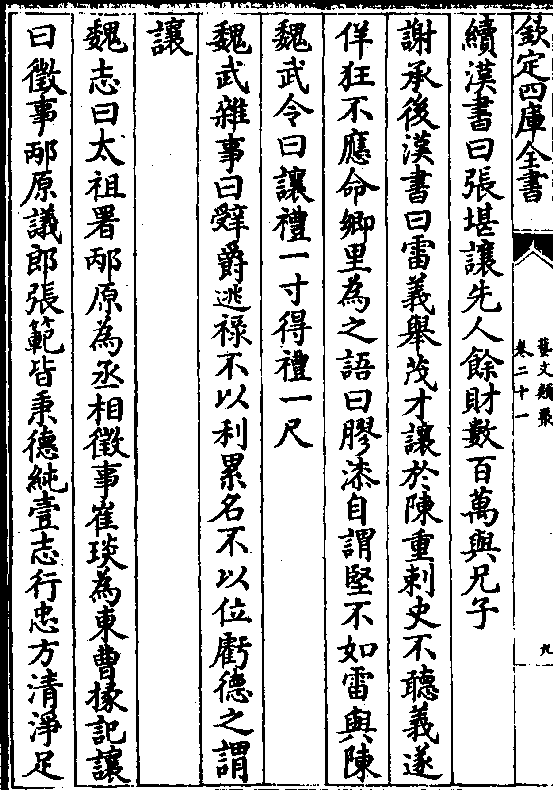 欽定四庫全書
藝文類聚
卷二十一
九
續漢書曰張堪讓先人餘財數百萬與兄子
謝承後漢書曰雷義舉茂才讓於陳重刺史不聽義遂
佯狂不應命鄉里為之語曰膠漆自謂堅不如雷與陳
魏武令曰讓禮一寸得禮一尺
魏武雜事曰辭爵逃禄不以利累名不以位虧德之謂
讓
魏志曰太祖署邴原為丞相徵事崔琰為東曹掾記讓
曰徵事邴原議郎張範皆秉德純壹志行忠方清淨足